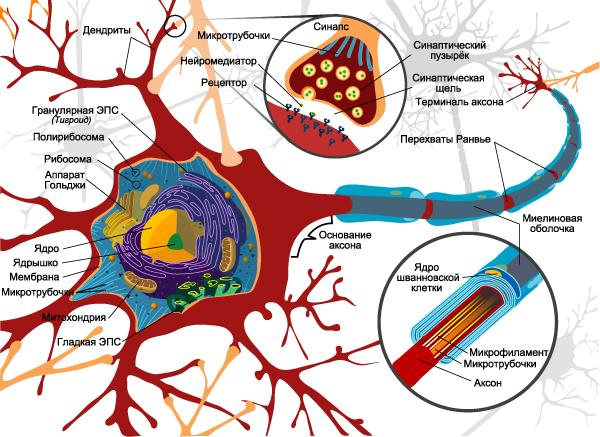 Дендриты
Синапс
Микротрубочки
Нейромедиатор
Рецептор
Синаптический
пузырёк
Синаптическая
щель
Терминаль аксона
Гранулярная ЭПС
(Тигроид)
Полирибосома
Рибосома
Аппарат
Гольджи
Перехваты Ранвье
Миелиновая
оболочка
Основание
аксона
Ядро
Ядрышко
Мембрана
Микротрубочки
Митохондрия
Гладкая ЭПС
Ядро
шванновской
клетки
Микрофиламент
Микротрубочки
Аксон